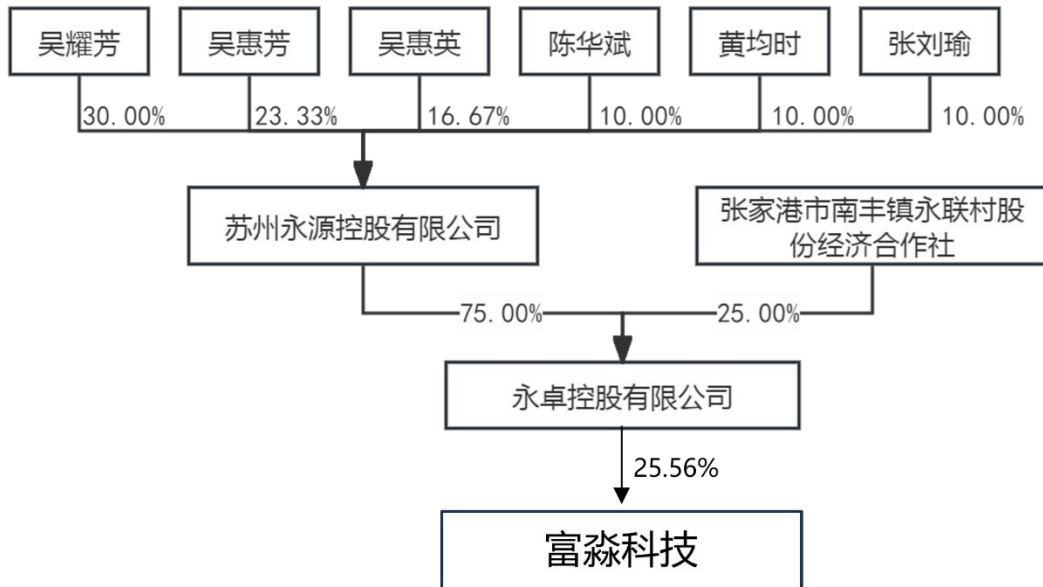 吴耀芳
吴惠芳
吴惠英
陈华斌
黄均时
张刘瑜
30.00%
23.33%
16.67%
10.00%
10.00%
10.00%
苏州永源控股有限公司
张家港市南丰镇永联村股
份经济合作社
75.00%
25.00%
永卓控股有限公司
25.56%
富淼科技